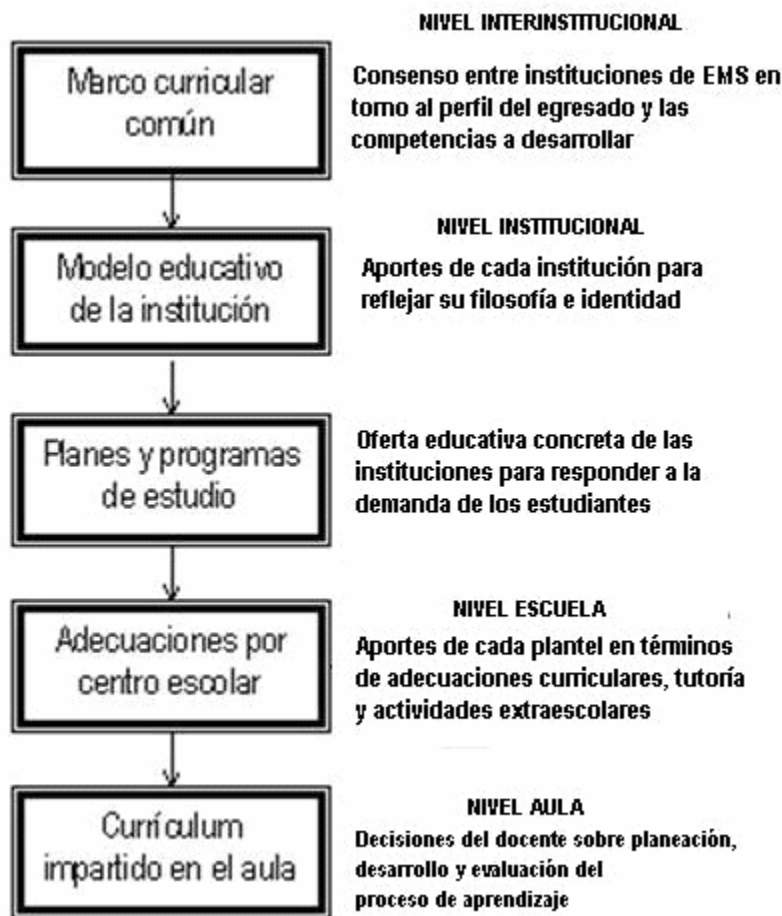 NIVEL INTERINSTITUCIONAL
Marco curricular
común
Consenso entre instituciones de EMS en
torno al perfil del egresado y las
competencias a desarrollar
NIVEL INSTITUCIONAL
Modelo educativo
de la institución
Aportes de cada institución para
reflejar su filosofía e identidad
Planes y programas
de estudio
Oferta educativa concreta de las
instituciones para responder a la
demanda de los estudiantes
NIVEL ESCUELA
Adecuaciones por
centro escolar
Aportes de cada plantel en términos
de adecuaciones curriculares, tutoría
y actividades extraescolares
NIVEL AULA
Currículum
impartido en el aula
Decisiones del docente sobre planeación,
desarrollo y evaluación del
proceso de aprendizaje